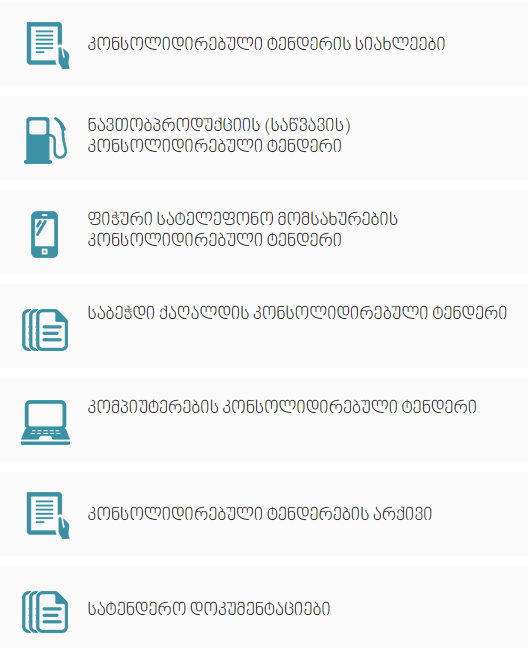 კონსოლიდირებული ტენდერის სიახლეები
ნავთობპროდუქციის (საწვავის)
კონსოლიდირებული ტენდერი
ფიჭური სატელეფონო მომსახურების
კონსოლიდირებული ტენდერი
საბეჭდი ქაღალდის კონსოლიდირებული ტენდერი
კომპიუტერების კონსოლიდირებული ტენდერი
კონსოლიდირებული ტენდერების არქივი
სატენდერო დოკუმენტაციები